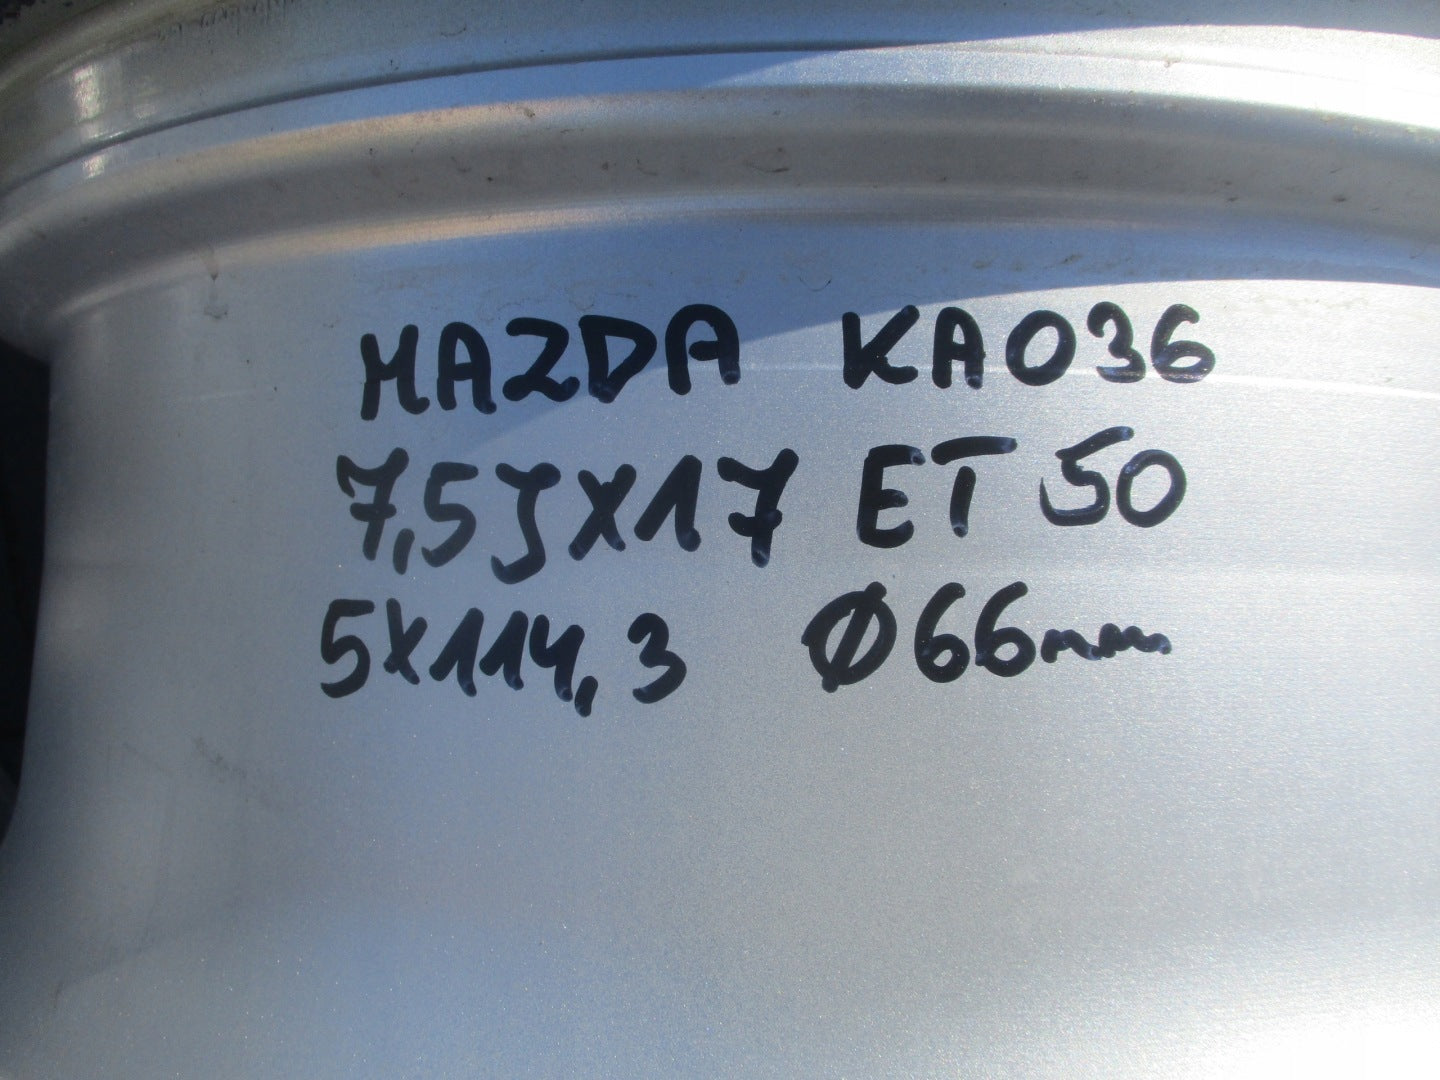 MAZDA KA036
7,5JX17 ET 50
5X114,3 Ø66mm